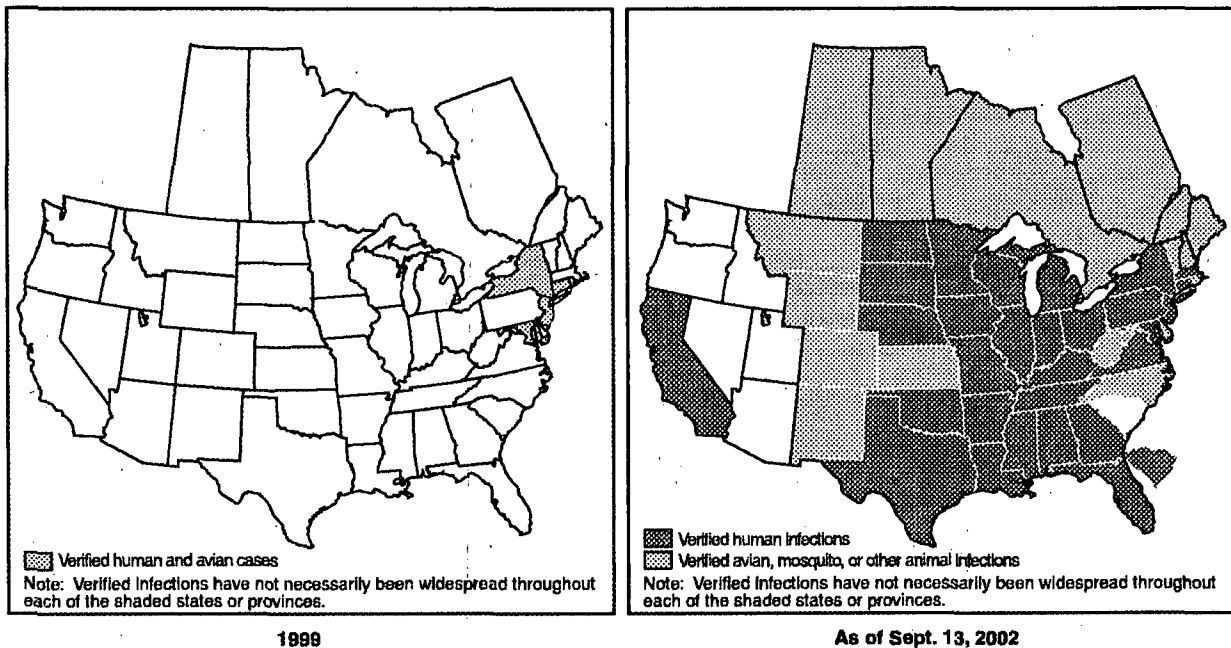 Verified human and avian cases
Note: Verified Infections have not necessarily been widespread throughout
each of the shaded states or provinces.
1999
Verified human Infections
Verified avian, mosquito, or other animal Infections
Note: Verified Infections have not necessarily been widespread throughout
each of the shaded states or provinces.
As of Sept. 13, 2002